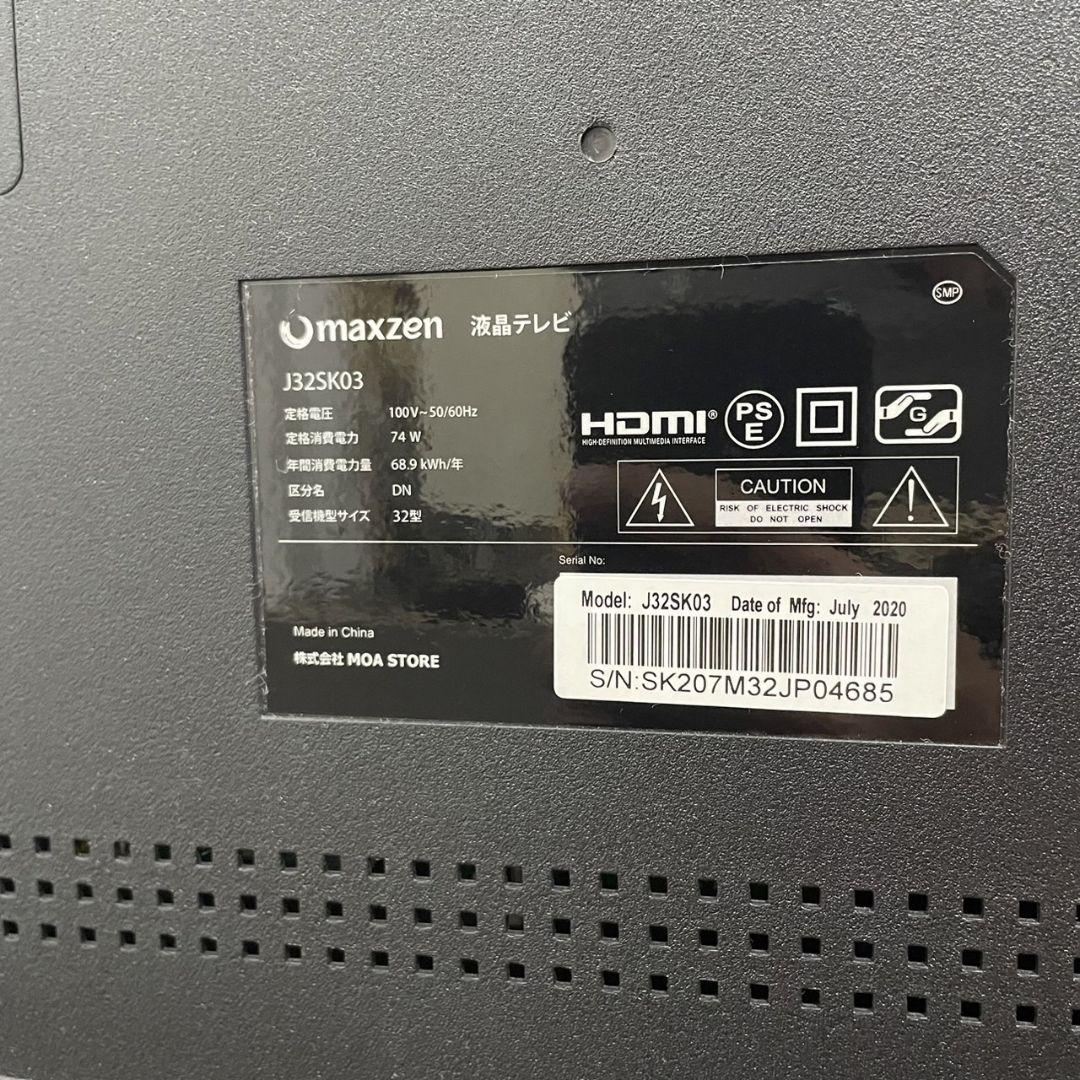 SMP
maxzen 液晶テレビ
J32SK03
定格電圧 100V~50/60Hz
定格消費電力 74 W
年間消費電力量 68.9 kWh/年
区分名 DN
受信機型サイズ 32型
HDMI®
HIGH-DEFINITION MULTIMEDIA INTERFACE
PS
E
G
CAUTION
RISK OF ELECTRIC SHOCK
DO NOT OPEN
Serial No:
Model: J32SK03 Date of Mfg: July 2020
S/N:SK207M32JP04685
Made in China
株式会社 MOA STORE